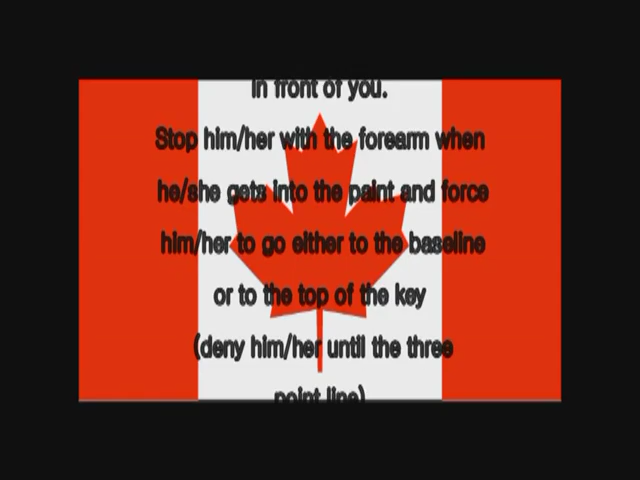 in front of you.
Stop him/her with the forearm when
he/she gets into the paint and force
him/her to go either to the baseline
or to the top of the key
(deny him/her until the three
point line)